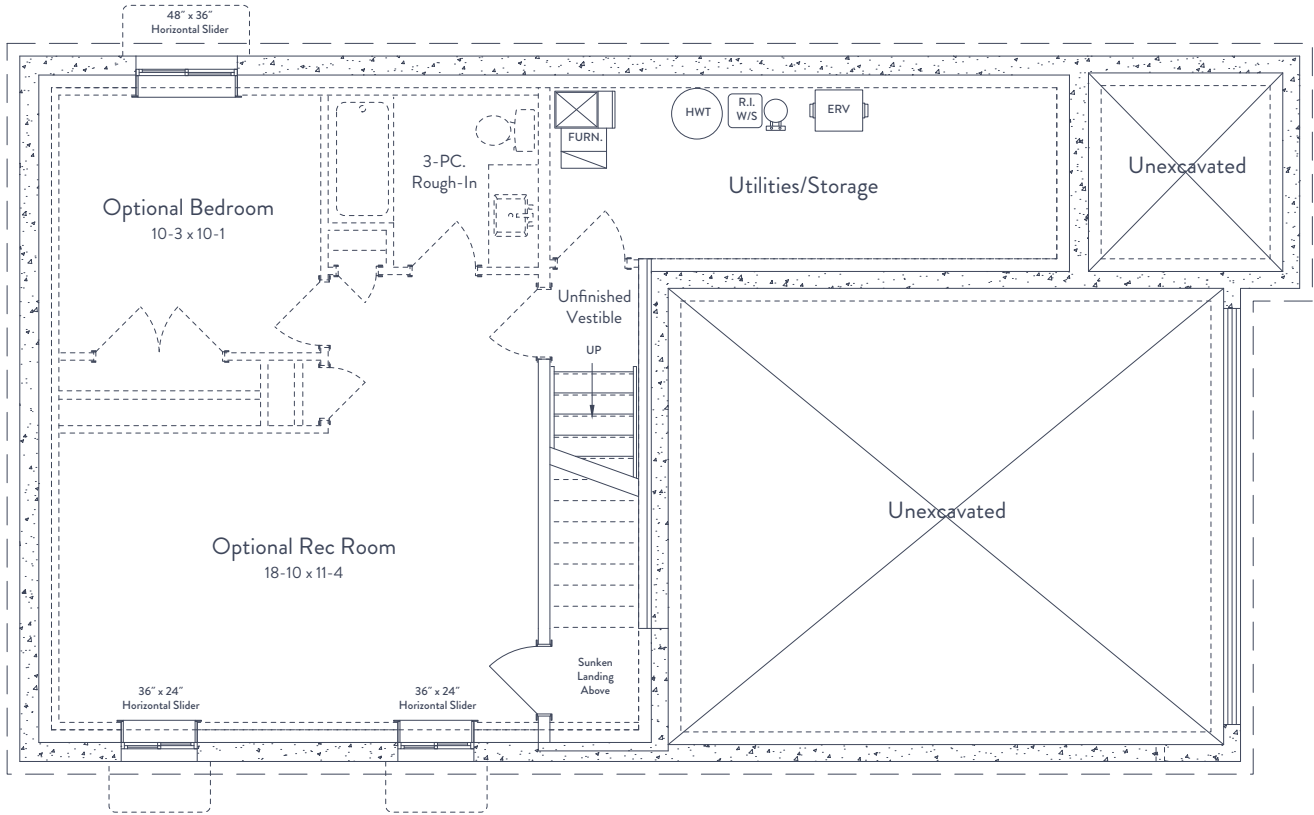 48" x 36"
Horizontal Slider
HWT
R.I.
W/S
ERV
FURN.
3-PC.
Rough-In
Unexcavated
Utilities/Storage
Optional Bedroom
10-3 x 10-1
Unfinished
Vestible
UP
Unexcavated
Optional Rec Room
18-10 x 11-4
Sunken
Landing
Above
36" x 24"
Horizontal Slider
36" x 24"
Horizontal Slider